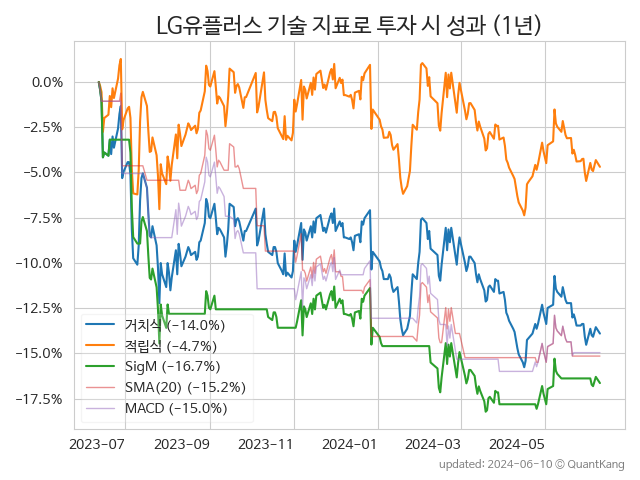 LG유플러스 기술 지표로 투자 시 성과 (1년)
0.0%
−2.5%
−5.0%
−7.5%
−10.0%
−12.5%
−15.0%
−17.5%
거치식 (−14.0%)
적립식 (−4.7%)
SigM (−16.7%)
SMA(20) (−15.2%)
MACD (−15.0%)
2023−07
2023−09
2023−11
2024−01
2024−03
2024−05
updated: 2024-06-10 © QuantKang